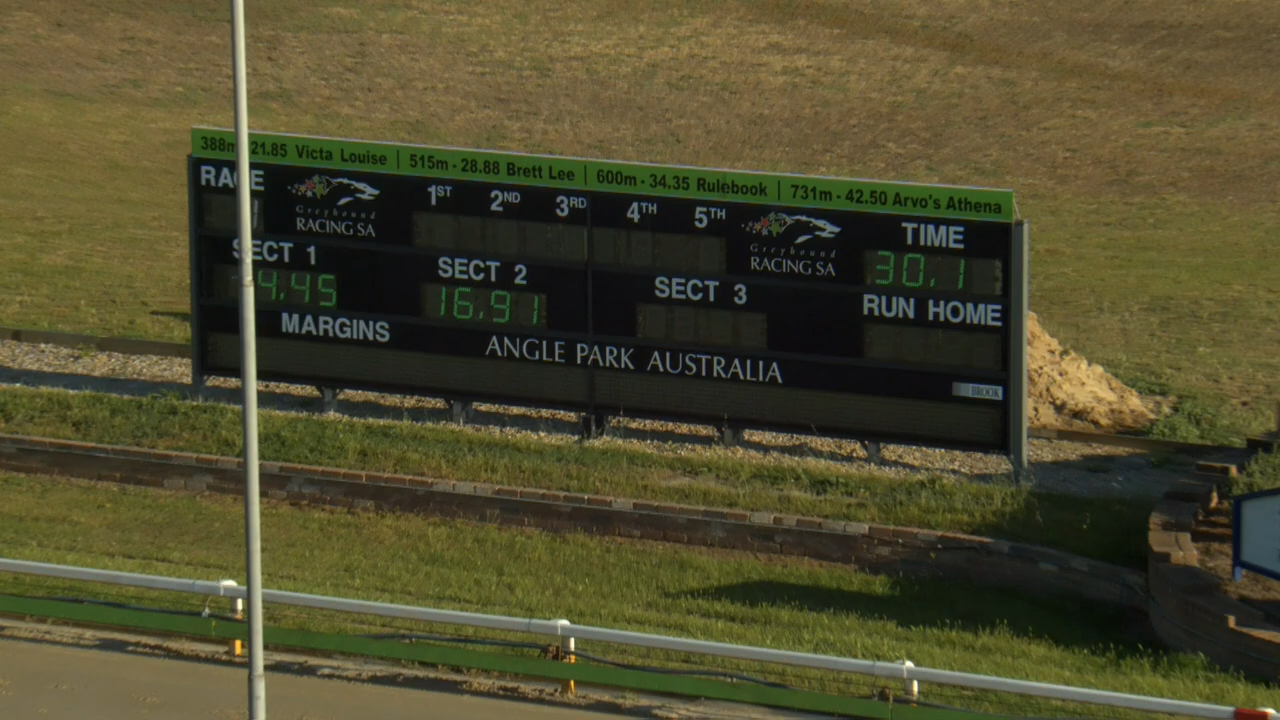 388m 21.85 Victa Louise | 515m - 28.88 Brett Lee | 600m - 34.35 Rulebook | 731m - 42.50 Arvo's Athena
RACE
Greyhound
RACING SA
1ST 2ND 3RD 4TH 5TH
Greyhound
RACING SA
TIME
30.1
SECT 1
4.45
SECT 2
16.91
SECT 3
RUN HOME
MARGINS
ANGLE PARK AUSTRALIA
BROOK